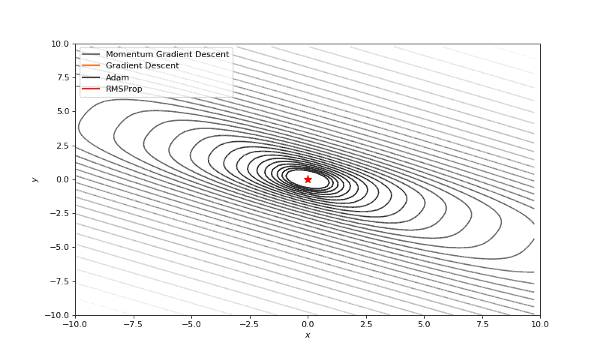 10.0
7.5
5.0
2.5
0.0
−2.5
−5.0
−7.5
−10.0
y
Momentum Gradient Descent
Gradient Descent
Adam
RMSProp
−10.0 −7.5 −5.0 −2.5 0.0 2.5 5.0 7.5 10.0
x